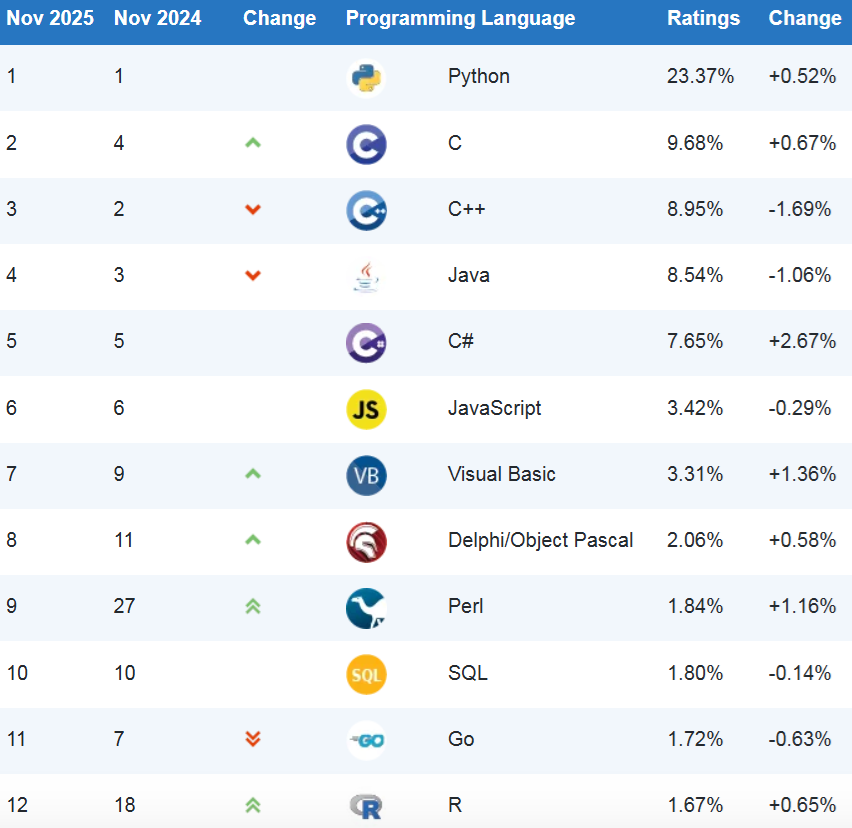 Nov 2025 Nov 2024 Change Programming Language Ratings Change
1 1 Python 23.37% +0.52%
2 4 C C 9.68% +0.67%
3 2 C++ C++ 8.95% -1.69%
4 3 Java 8.54% -1.06%
5 5 C# C# 7.65% +2.67%
6 6 JS JavaScript 3.42% -0.29%
7 9 VB Visual Basic 3.31% +1.36%
8 11 Delphi/Object Pascal 2.06% +0.58%
9 27 Perl 1.84% +1.16%
10 10 SQL SQL 1.80% -0.14%
11 7 GO Go 1.72% -0.63%
12 18 R R 1.67% +0.65%